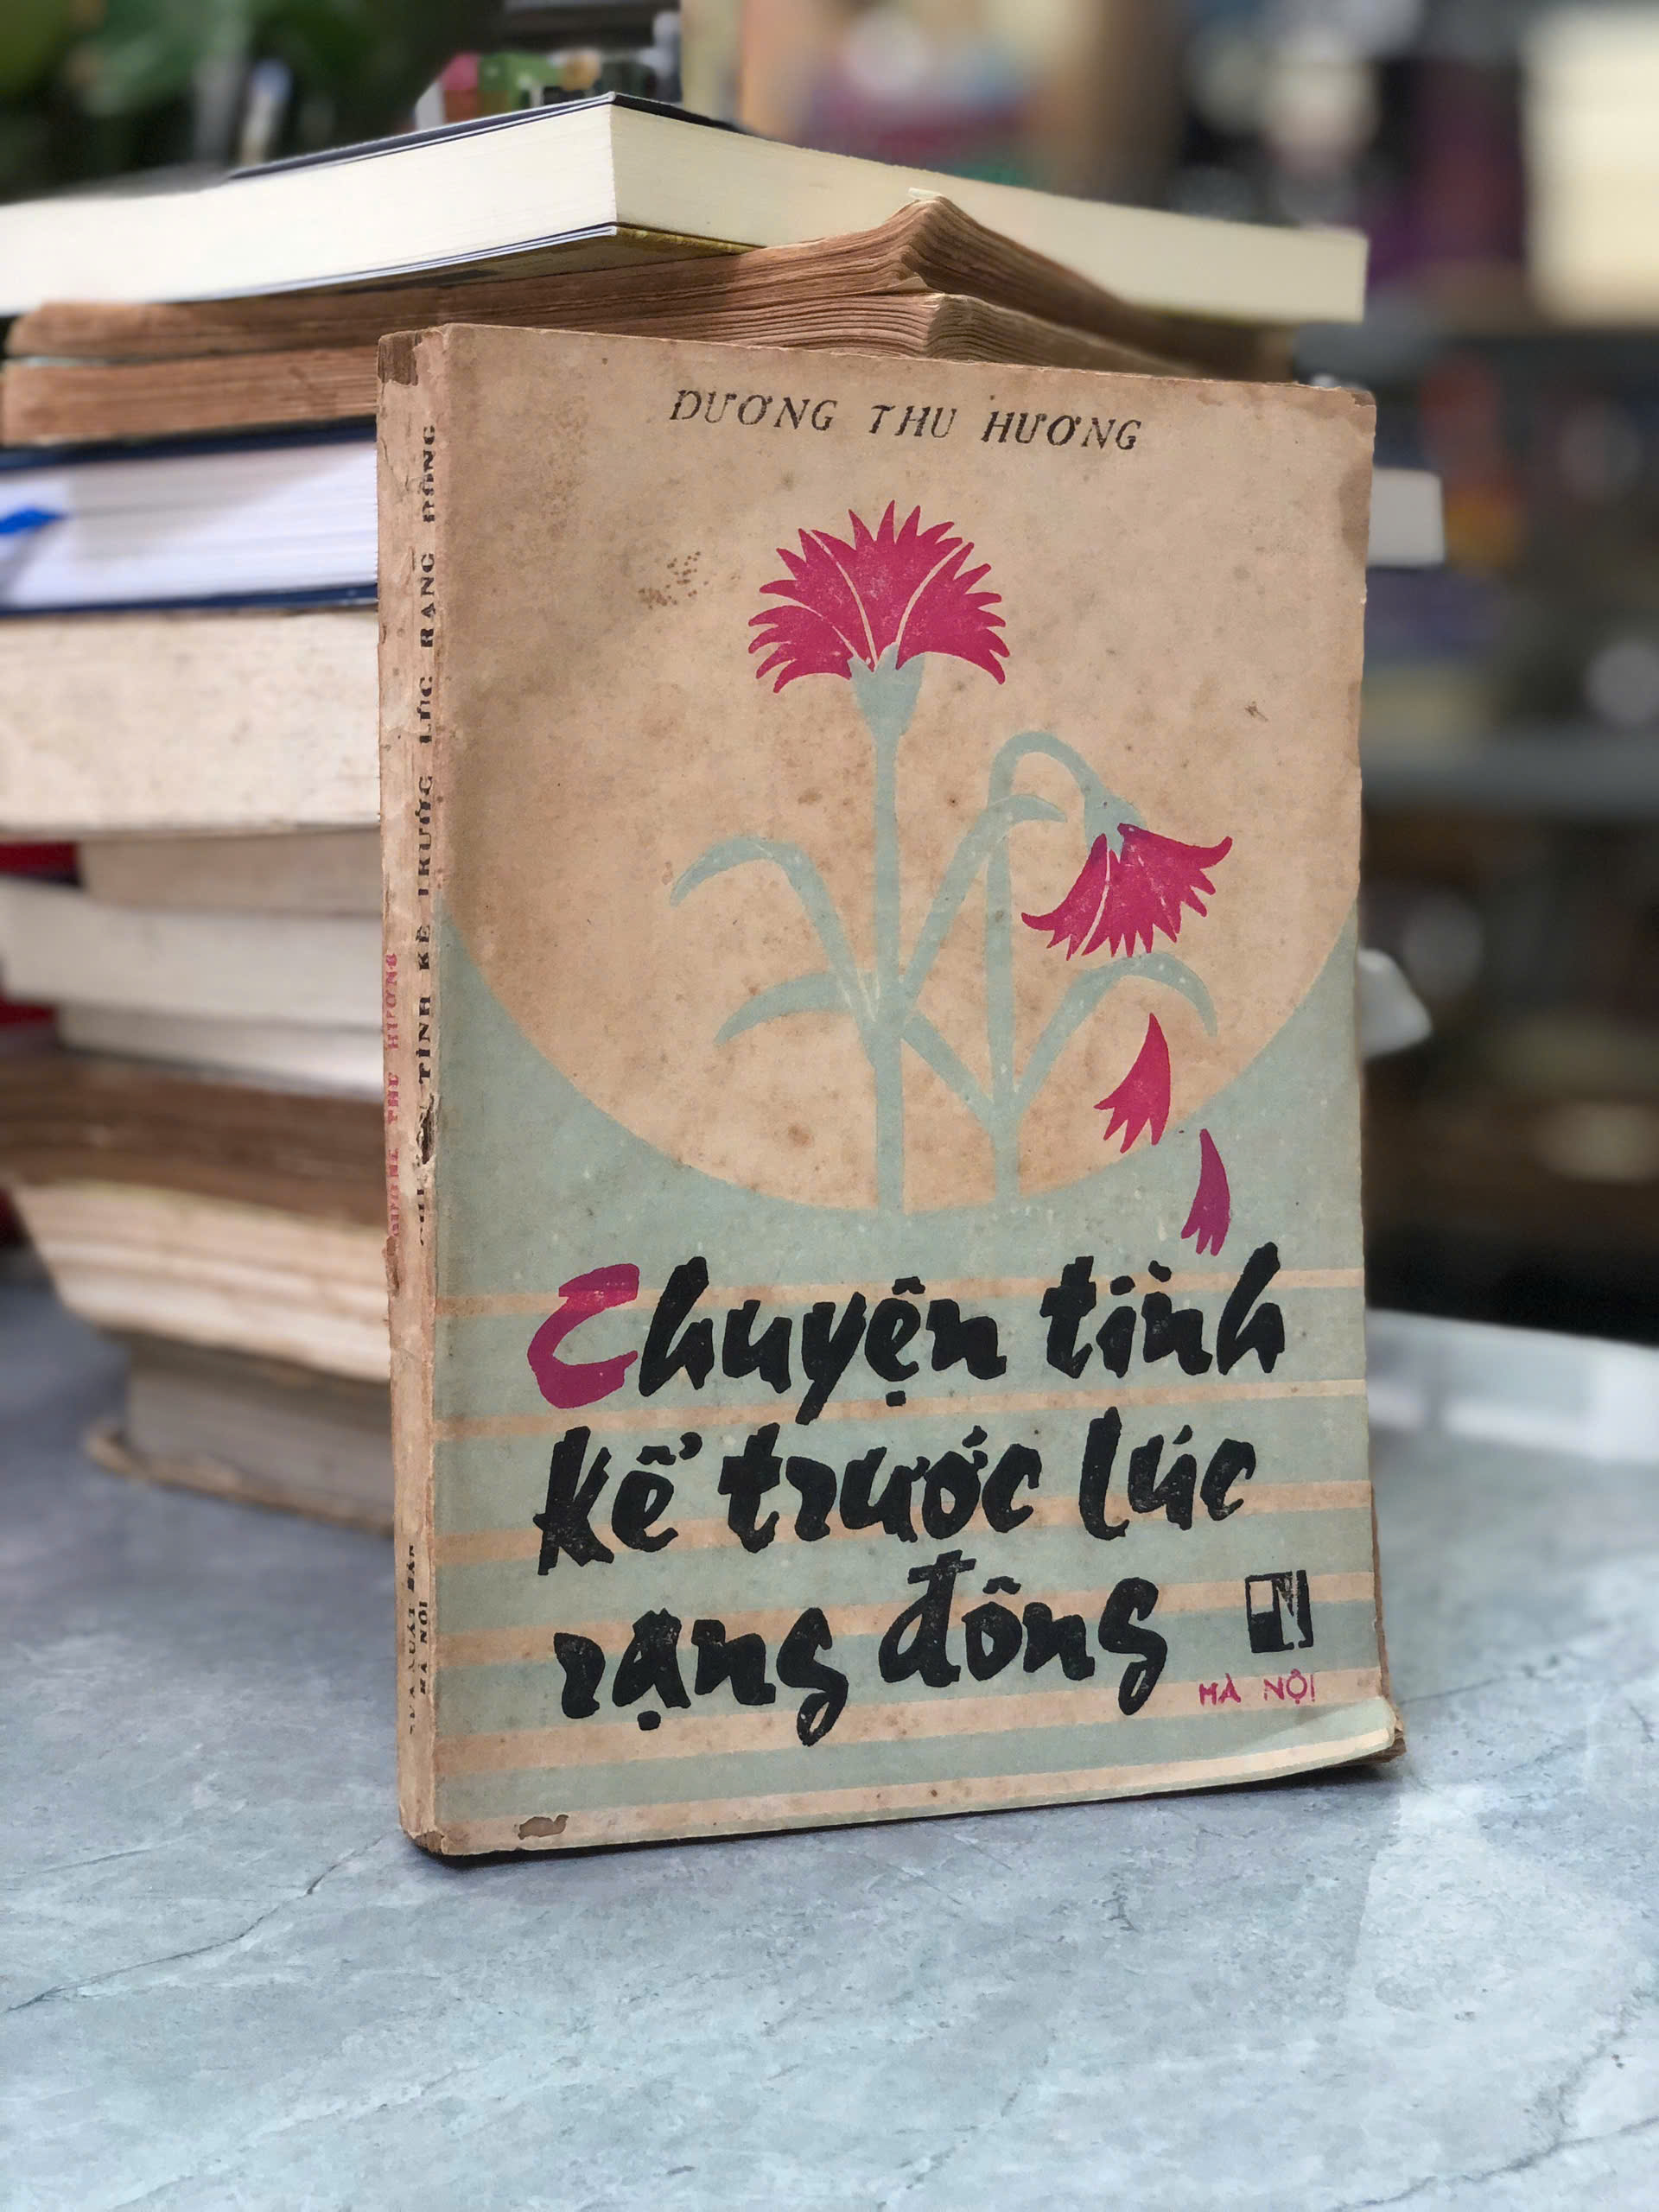 DƯƠNG THU HƯƠNG
Chuyện tình
kể trước lúc
rạng đông
HÀ NỘI
TÌNH KỂ TRƯỚC LÚC RẠNG ĐÔNG
THU HƯƠNG
HÀ NỘI